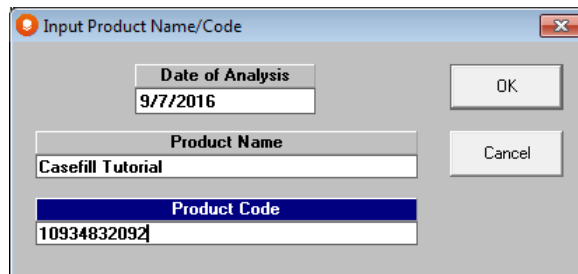 Input Product Name/Code
Date of Analysis
9/7/2016
OK
Product Name
Casefill Tutorial
Cancel
Product Code
10934832092